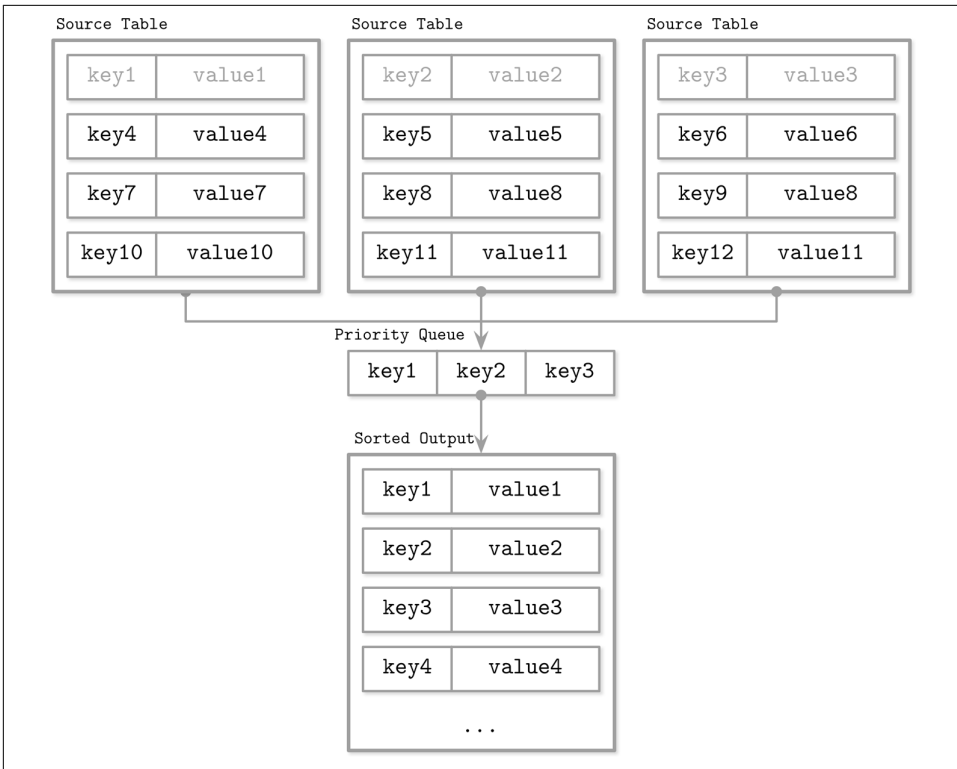 Source Table Source Table Source Table
key1 value1 key2 value2 key3 value3
key4 value4 key5 value5 key6 value6
key7 value7 key8 value8 key9 value8
key10 value10 key11 value11 key12 value11
Priority Queue
key1 key2 key3
Sorted Output
key1 value1
key2 value2
key3 value3
key4 value4
...